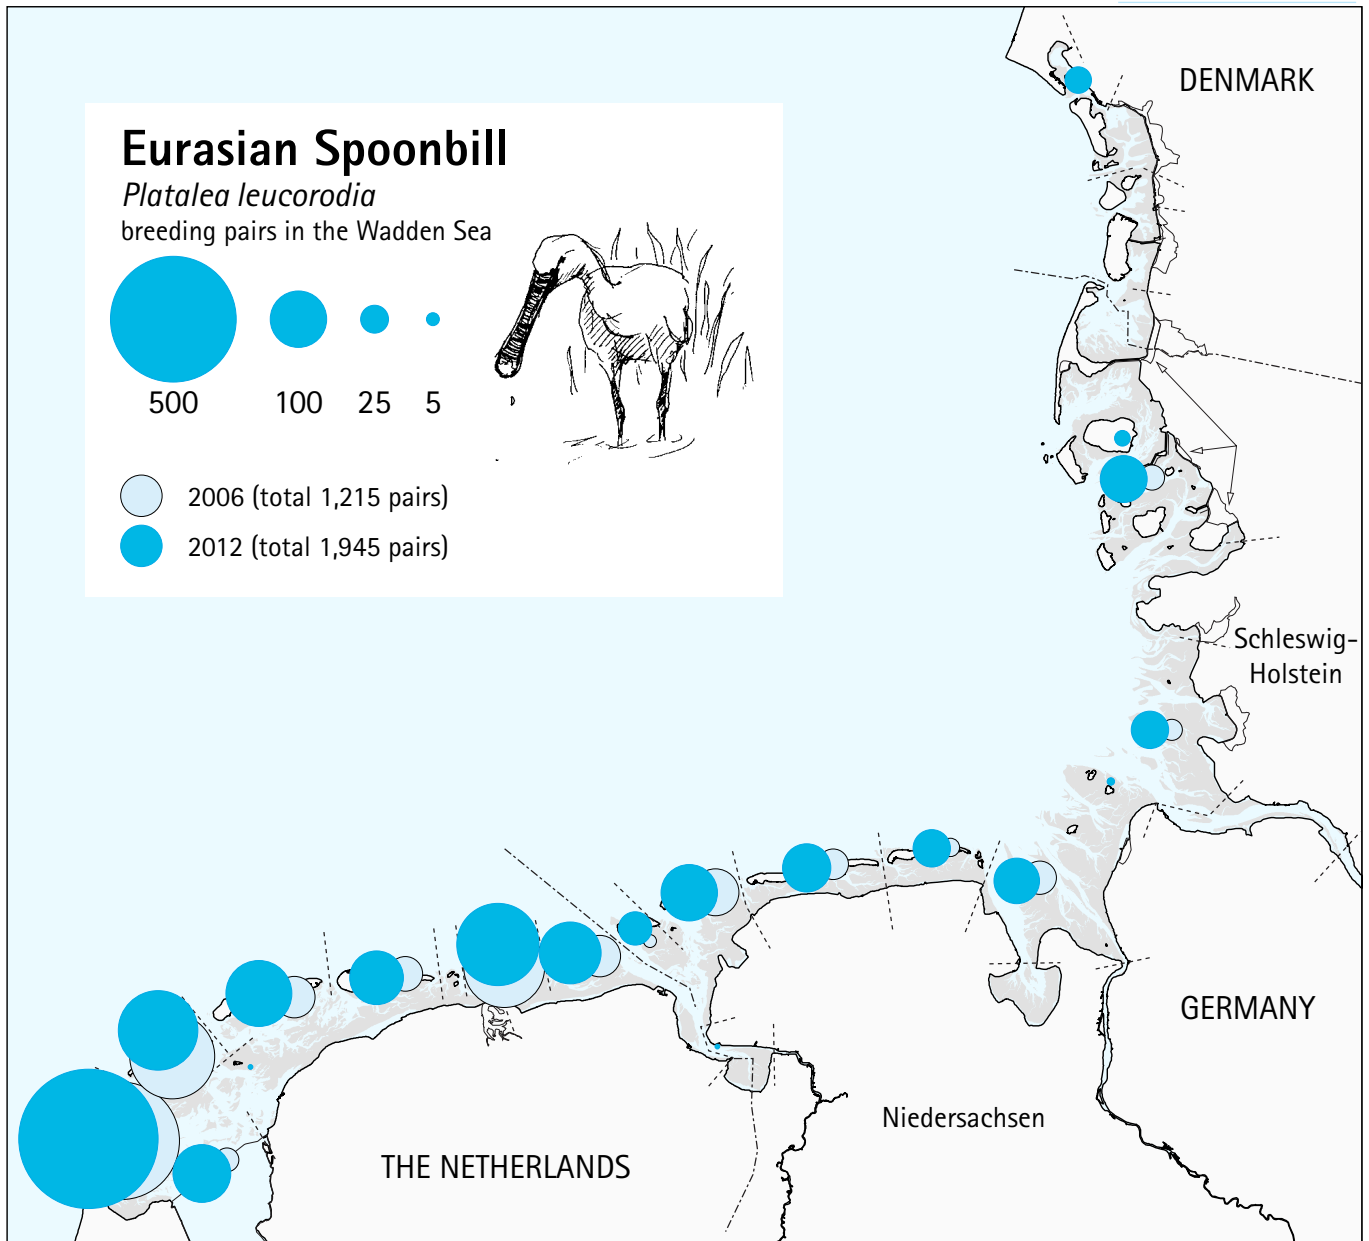 DENMARK
Eurasian Spoonbill
Platalea leucorodia
breeding pairs in the Wadden Sea
500 100 25 5
2006 (total 1,215 pairs)
2012 (total 1,945 pairs)
Schleswig-
Holstein
GERMANY
Niedersachsen
THE NETHERLANDS